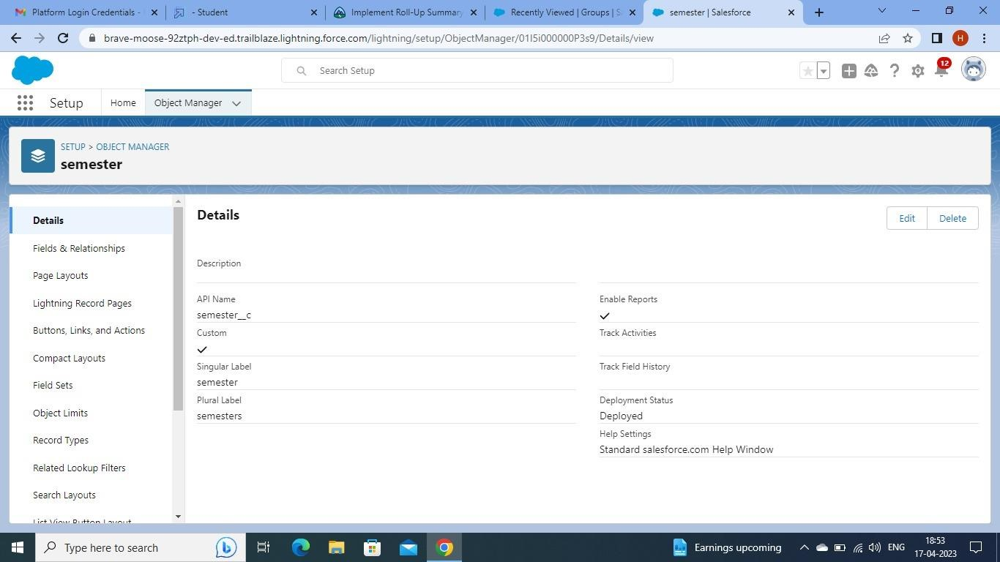 Platform Login Credentials -
- Student
Implement Roll-Up Summary
Recently Viewed | Groups | S
semester | Salesforce
brave-moose-92ztph-dev-ed.trailblaze.lightning.force.com/lightning/setup/ObjectManager/01I5i000000P3s9/Details/view
H
Search Setup
12
Setup
Home
Object Manager
SETUP > OBJECT MANAGER
semester
Details
Fields & Relationships
Page Layouts
Lightning Record Pages
Buttons, Links, and Actions
Compact Layouts
Field Sets
Object Limits
Record Types
Related Lookup Filters
Search Layouts
List View Button Layout
Details
Edit
Delete
Description
API Name
semester__c
Custom
Singular Label
semester
Plural Label
semesters
Enable Reports
Track Activities
Track Field History
Deployment Status
Deployed
Help Settings
Standard salesforce.com Help Window
Type here to search
Earnings upcoming
ENG
18:53
17-04-2023